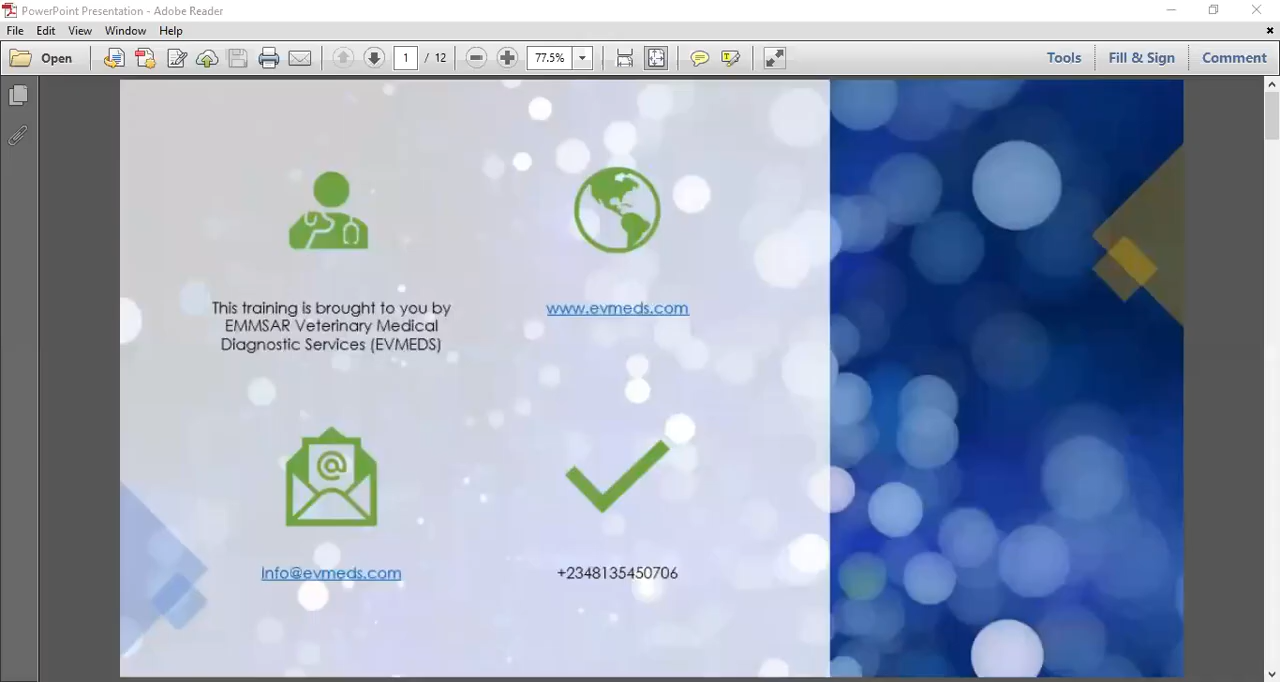 PowerPoint Presentation - Adobe Reader
File Edit View Window Help
Open 1 / 12 77.5% Tools Fill & Sign Comment
This training is brought to you by
EMMSAR Veterinary Medical
Diagnostic Services (EVMEDS)
www.evmeds.com
Info@evmeds.com
+2348135450706